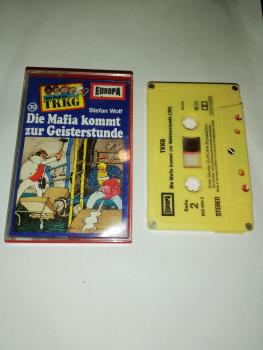 TKKG
EUROPA
30
Stefan Wolf
Die Mafia kommt
zur Geisterstunde
TKKG
Die Mafia kommt zur Geisterstunde (30)
EUROPA
Seite
2
STEREO